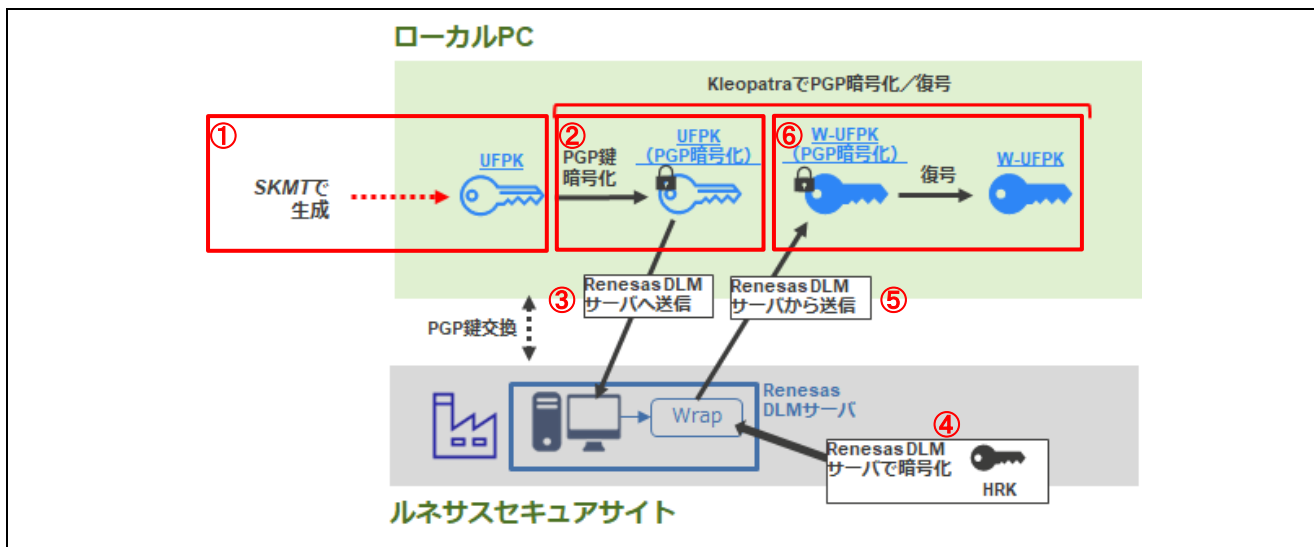 ローカルPC
KleopatraでPGP暗号化／復号
①
SKMTで
生成
UFPK
②
PGP鍵
暗号化
UFPK
（PGP暗号化）
⑥
W-UFPK
（PGP暗号化）
復号
W-UFPK
③
Renesas DLM
サーバへ送信
Renesas DLM
サーバから送信
⑤
PGP鍵交換
Wrap
Renesas
DLMサーバ
④
Renesas DLM
サーバで暗号化
HRK
ルネサスセキュアサイト